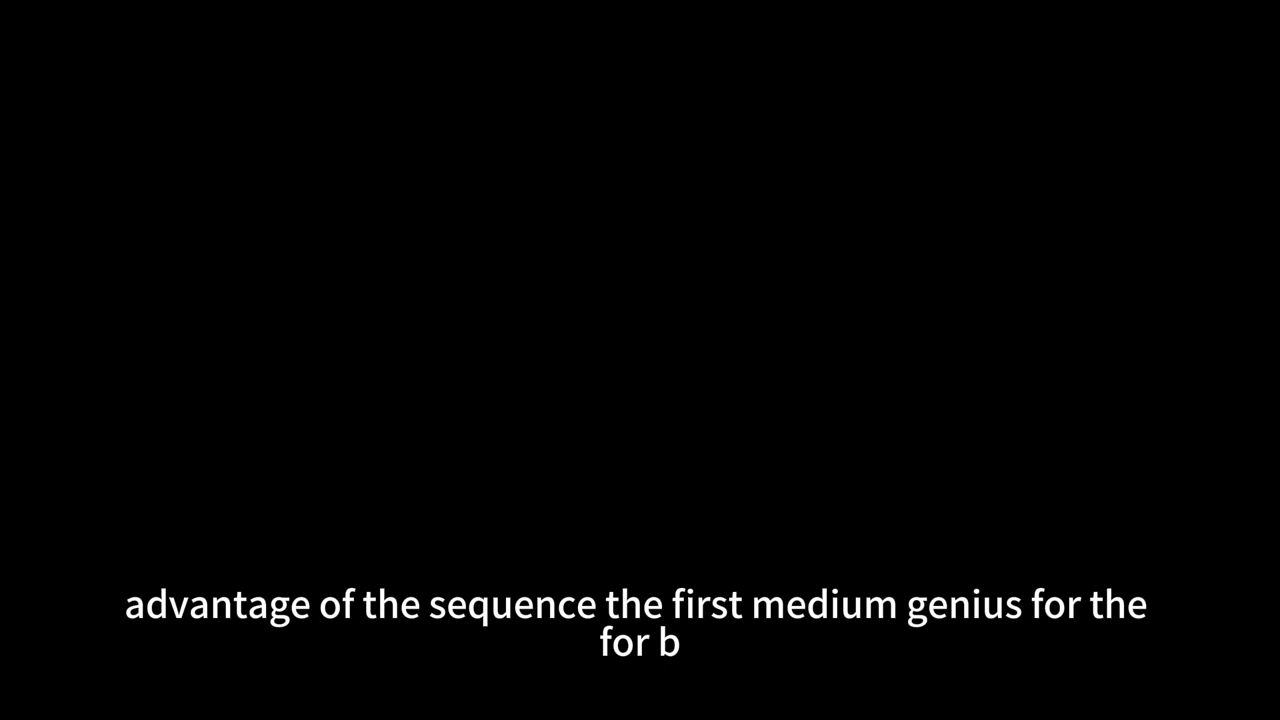 advantage of the sequence the first medium genius for the
for b